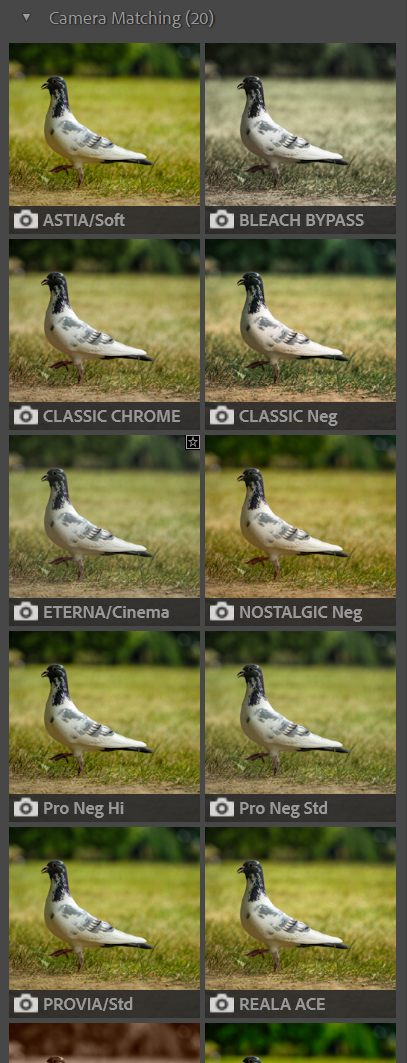 Camera Matching (20)
ASTIA/Soft
BLEACH BYPASS
CLASSIC CHROME
CLASSIC Neg
ETERNA/Cinema
NOSTALGIC Neg
Pro Neg Hi
Pro Neg Std
PROVIA/Std
REALA ACE